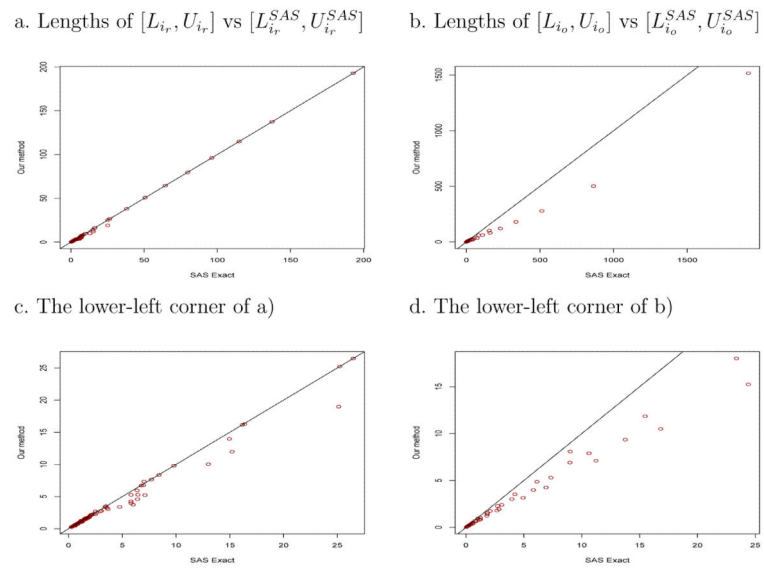 a. Lengths of [L_{i_r}, U_{i_r}] vs [L_{i_r}^{SAS}, U_{i_r}^{SAS}]
b. Lengths of [L_{i_o}, U_{i_o}] vs [L_{i_o}^{SAS}, U_{i_o}^{SAS}]
200
150
100
50
0
Our method
0 50 100 150 200
SAS Exact
1500
1000
500
0
Our method
0 500 1000 1500
SAS Exact
c. The lower-left corner of a)
d. The lower-left corner of b)
25
20
15
10
5
0
Our method
0 5 10 15 20 25
SAS Exact
15
10
5
0
Our method
0 5 10 15 20 25
SAS Exact